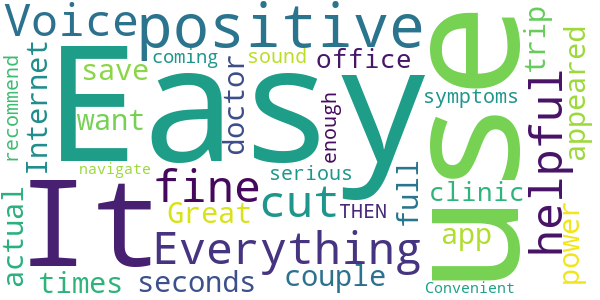 Voice
positive
Easy
use
It
trip
coming
sound
office
save
recommend
Internet
want
doctor
enough
symptoms
helpful
appeared
navigate
serious
fine
cut
THEN
full
clinic
actual
Great
Everything
app
power
times
seconds
couple
Convenient